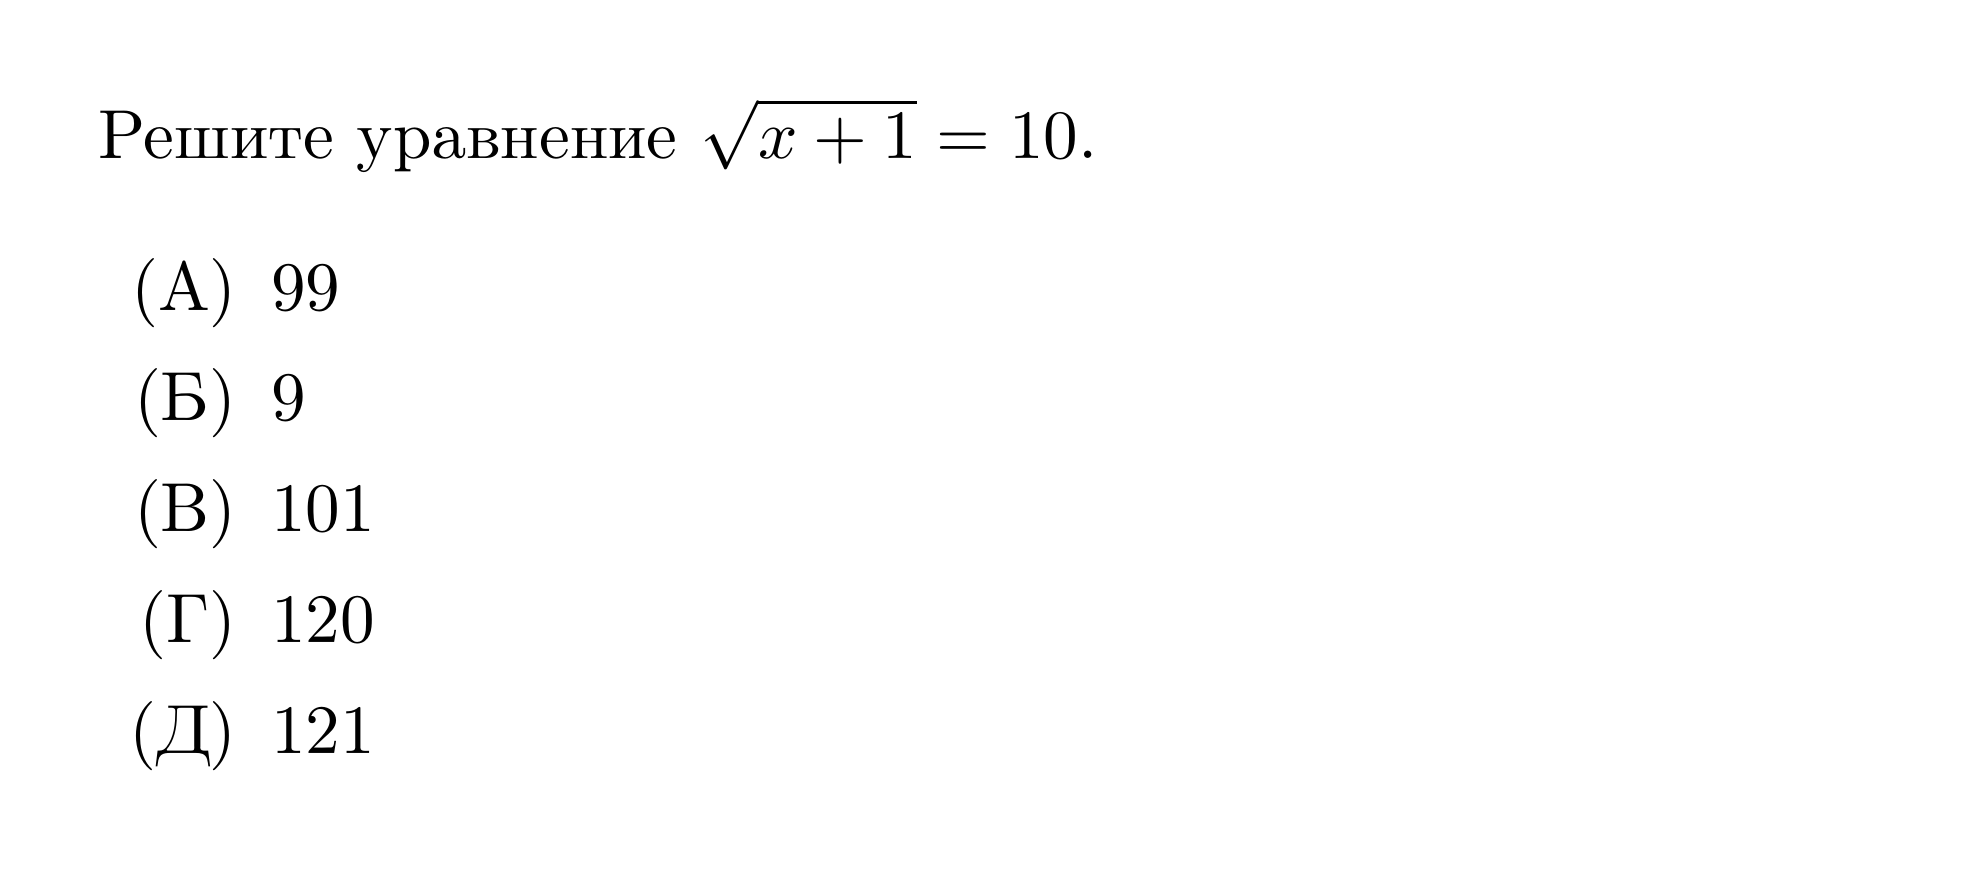 Решите уравнение √(x + 1) = 10.
(А) 99
(Б) 9
(В) 101
(Г) 120
(Д) 121